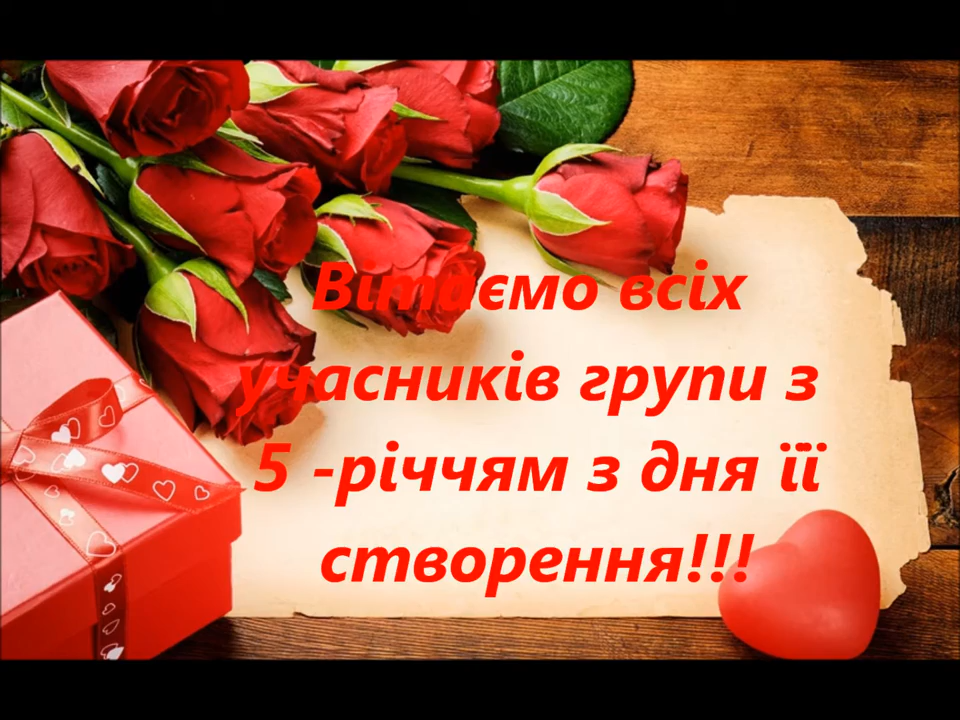 Вітаємо всіх
учасників групи з
5 -річчям з дня її
створення!!!